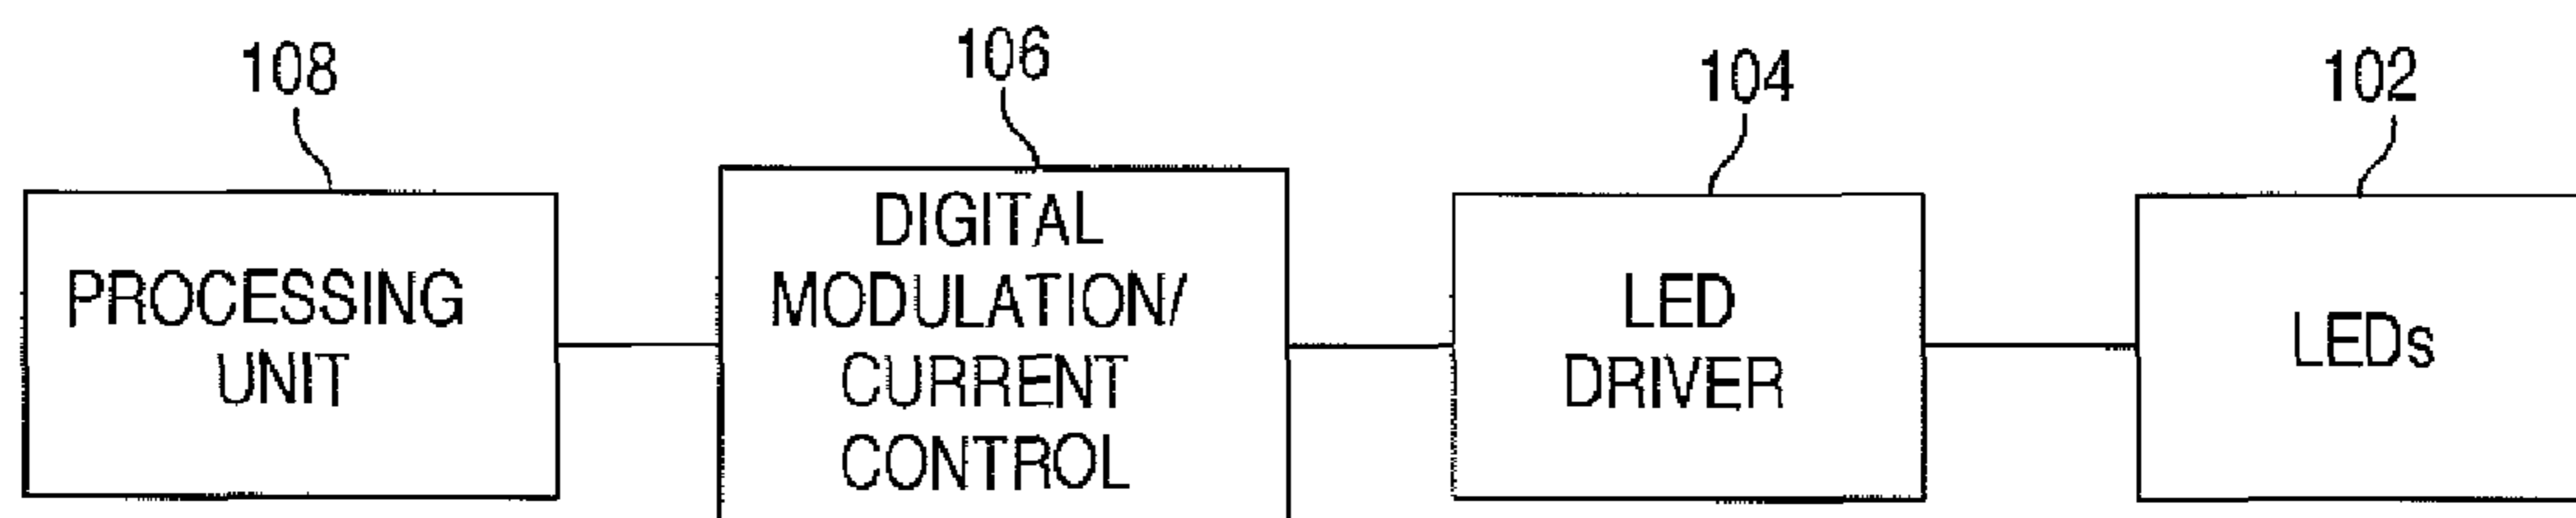 108
106
104
102
PROCESSING
UNIT
DIGITAL
MODULATION/
CURRENT
CONTROL
LED
DRIVER
LEDs